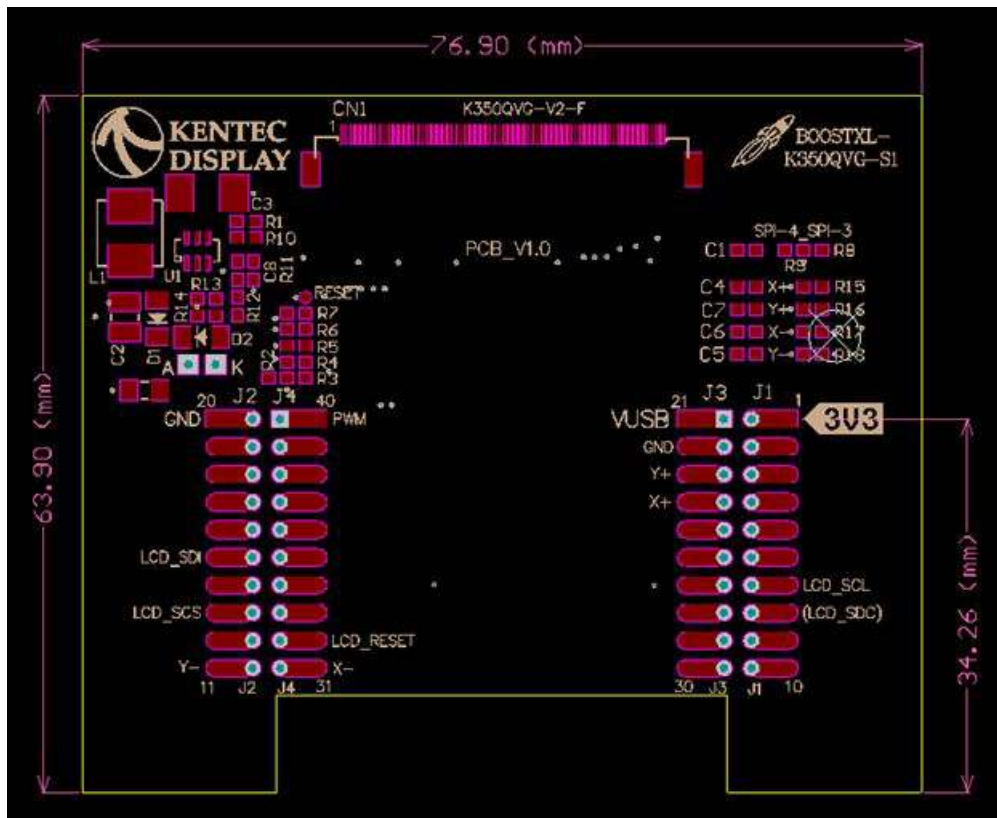 76.90 (mm)
CN1
K350QVG-V2-F
1
KENTEC
DISPLAY
BOOSTXL-
K350QVG-S1
C3
R1
R10
SPI-4_SPI-3
C1
R8
R9
PCB_V1.0
L1
U1
C8
R11
R13
R14
R12
RESET
C4
X+
R15
C7
Y+
R16
C6
X-
R17
C5
Y-
R18
R7
R6
R5
R4
R3
R2
C2
D1
D2
A
K
20
J2
J4
40
GND
PWM
21
J3
J1
1
VUSB
3V3
GND
Y+
X+
63.90 (mm)
34.26 (mm)
LCD_SDI
LCD_SCL
LCD_SCS
(LCD_SDC)
LCD_RESET
Y-
X-
11
J2
J4
31
30
J3
J1
10